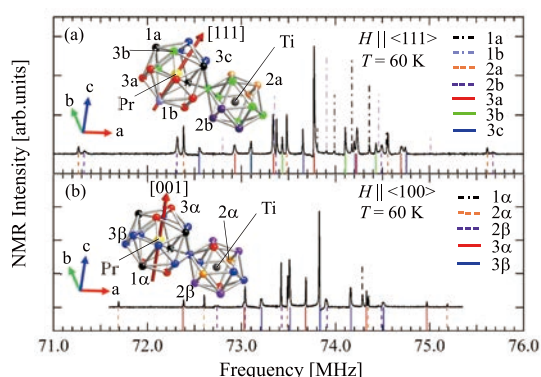 (a)
1a
[111]
3b
3c
Ti
3a
2a
Pr
1b
2b
b
c
a
H || <111>
T = 60 K
1a
1b
2a
2b
3a
3b
3c
NMR Intensity [arb.units]
(b)
[001]
3α
2α
Ti
3β
Pr
1α
2β
b
c
a
H || <100>
T = 60 K
1α
2α
2β
3α
3β
71.0 72.0 73.0 74.0 75.0 76.0
Frequency [MHz]